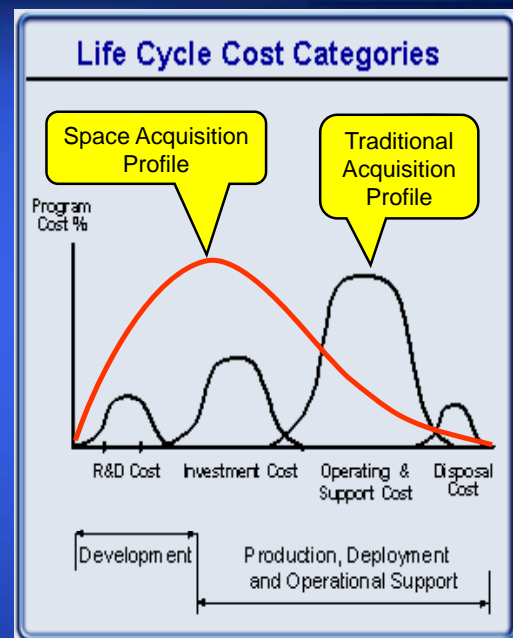 Life Cycle Cost Categories
Space Acquisition
Profile
Traditional
Acquisition
Profile
Program
Cost %
R&D Cost
Investment Cost
Operating &
Support Cost
Disposal
Cost
Development
Production, Deployment
and Operational Support